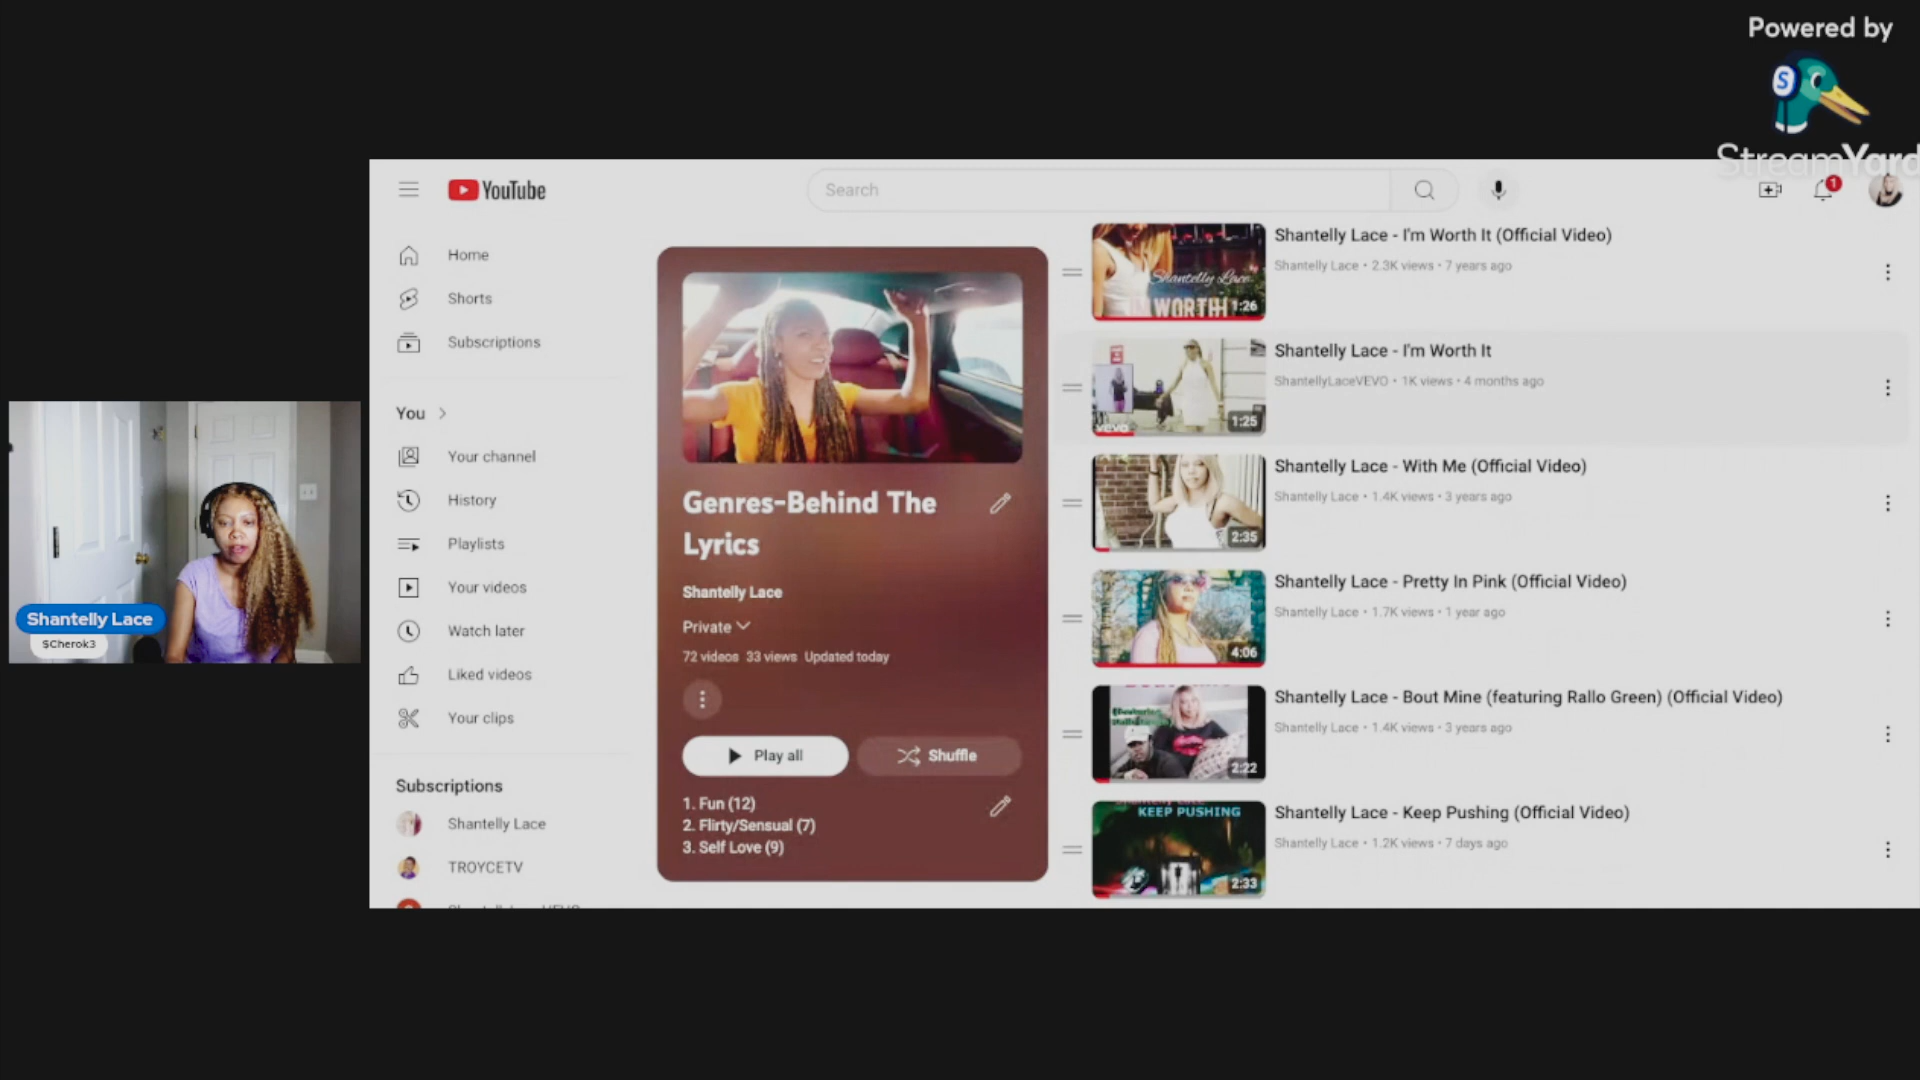 Powered by
StreamYard
YouTube
Search
1
Home
Shorts
Subscriptions
You
Your channel
History
Playlists
Your videos
Watch later
Liked videos
Your clips
Subscriptions
Shantelly Lace
TROYCETV
Shantelly Lace
$Cherok3
Genres-Behind The
Lyrics
Shantelly Lace
Private
72 videos 33 views Updated today
Play all
Shuffle
1. Fun (12)
2. Flirty/Sensual (7)
3. Self Love (9)
Shantelly Lace
WORTH
1:26
Shantelly Lace - I'm Worth It (Official Video)
Shantelly Lace • 2.3K views • 7 years ago
vevo
1:25
Shantelly Lace - I'm Worth It
ShantellyLaceVEVO • 1K views • 4 months ago
2:35
Shantelly Lace - With Me (Official Video)
Shantelly Lace • 1.4K views • 3 years ago
4:06
Shantelly Lace - Pretty In Pink (Official Video)
Shantelly Lace • 1.7K views • 1 year ago
2:22
Shantelly Lace - Bout Mine (featuring Rallo Green) (Official Video)
Shantelly Lace • 1.4K views • 3 years ago
KEEP PUSHING
2:33
Shantelly Lace - Keep Pushing (Official Video)
Shantelly Lace • 1.2K views • 7 days ago